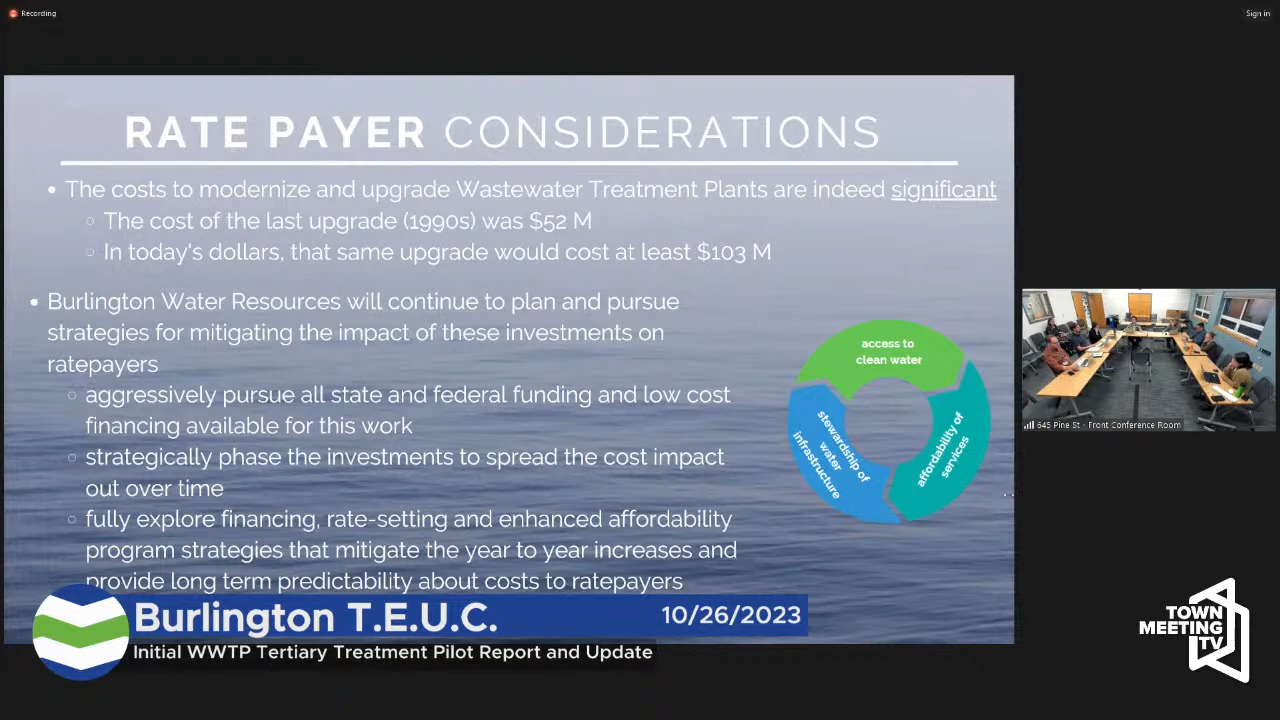 Recording
Sign in
RATE PAYER CONSIDERATIONS
• The costs to modernize and upgrade Wastewater Treatment Plants are indeed significant
○ The cost of the last upgrade (1990s) was $52 M
○ In today's dollars, that same upgrade would cost at least $103 M
• Burlington Water Resources will continue to plan and pursue
strategies for mitigating the impact of these investments on
ratepayers
○ aggressively pursue all state and federal funding and low cost
financing available for this work
○ strategically phase the investments to spread the cost impact
out over time
○ fully explore financing, rate-setting and enhanced affordability
program strategies that mitigate the year to year increases and
provide long term predictability about costs to ratepayers
access to
clean water
affordability of
services
stewardship of
water
infrastructure
645 Pine St - Front Conference Room
Burlington T.E.U.C.
10/26/2023
Initial WWTP Tertiary Treatment Pilot Report and Update
TOWN
MEETING
TV